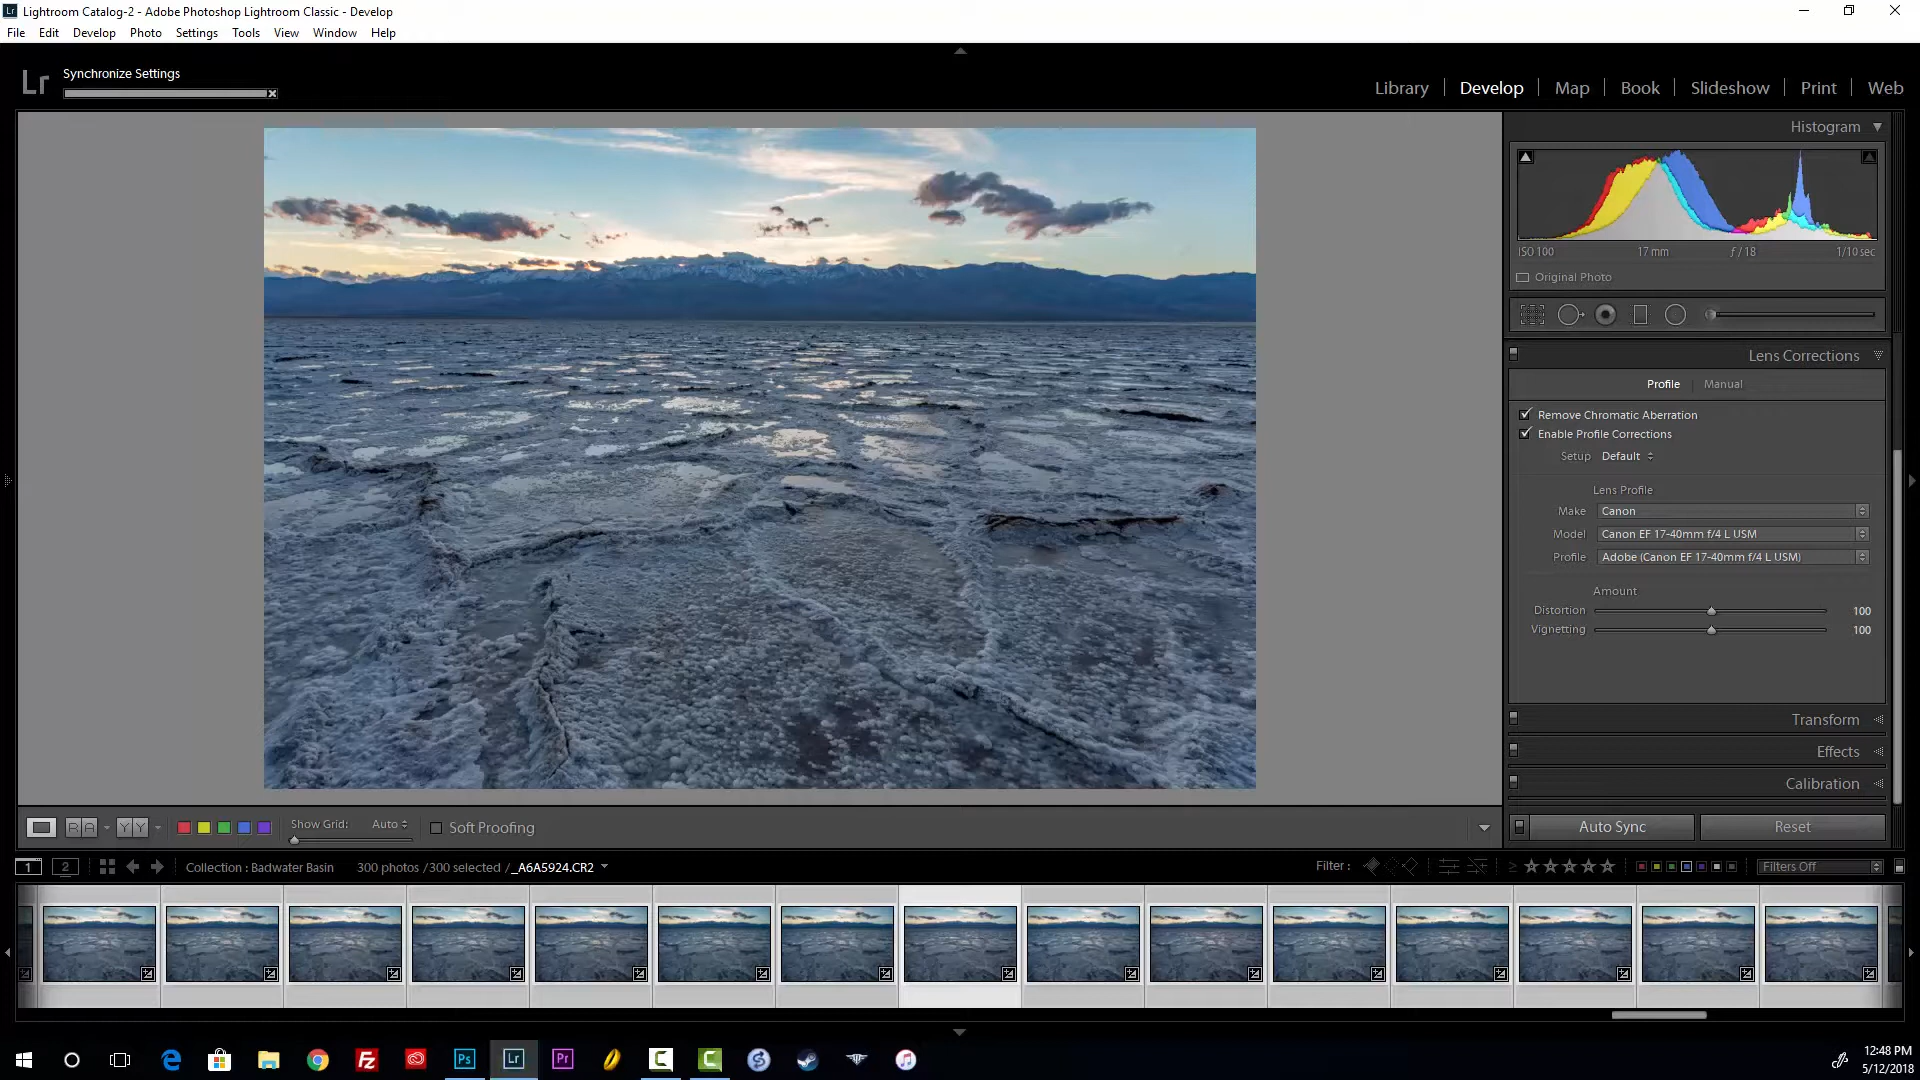 Lightroom Catalog-2 - Adobe Photoshop Lightroom Classic - Develop
File Edit Develop Photo Settings Tools View Window Help
Lr
Synchronize Settings
Library Develop Map Book Slideshow Print Web
Histogram
ISO 100 17 mm ƒ / 18 1/10 sec
Original Photo
Lens Corrections
Profile Manual
Remove Chromatic Aberration
Enable Profile Corrections
Setup Default
Lens Profile
Make Canon
Model Canon EF 17-40mm f/4 L USM
Profile Adobe (Canon EF 17-40mm f/4 L USM)
Amount
Distortion 100
Vignetting 100
Transform
Effects
Calibration
R A Y Y Show Grid: Auto Soft Proofing
Auto Sync Reset
1 2 Collection : Badwater Basin 300 photos /300 selected /_A6A5924.CR2 Filter : ≥ Filters Off
Fz Ps Lr Pr C C S
12:48 PM
5/12/2018